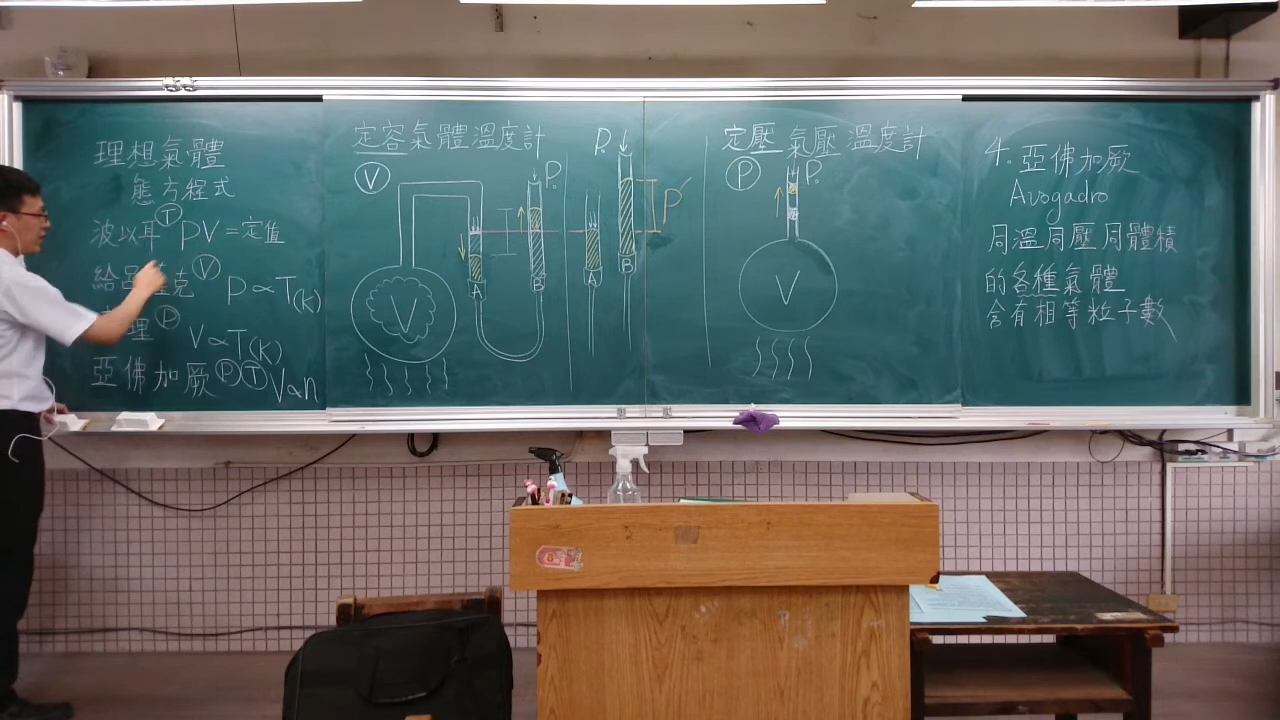 理想氣體
態方程式
波以耳 Ⓣ PV=定值
給呂 克 Ⓥ P∝T(K)
理 Ⓟ V∝T(K)
亞佛加厥 Ⓟ Ⓣ V∝n
定容氣體溫度計
Ⓥ
V
A
B
P₀
A
B
P₀
P′
定壓氣壓溫度計
Ⓟ
P₀
V
4. 亞佛加厥
Avogadro
同溫同壓同體積
的各種氣體
含有相等粒子數